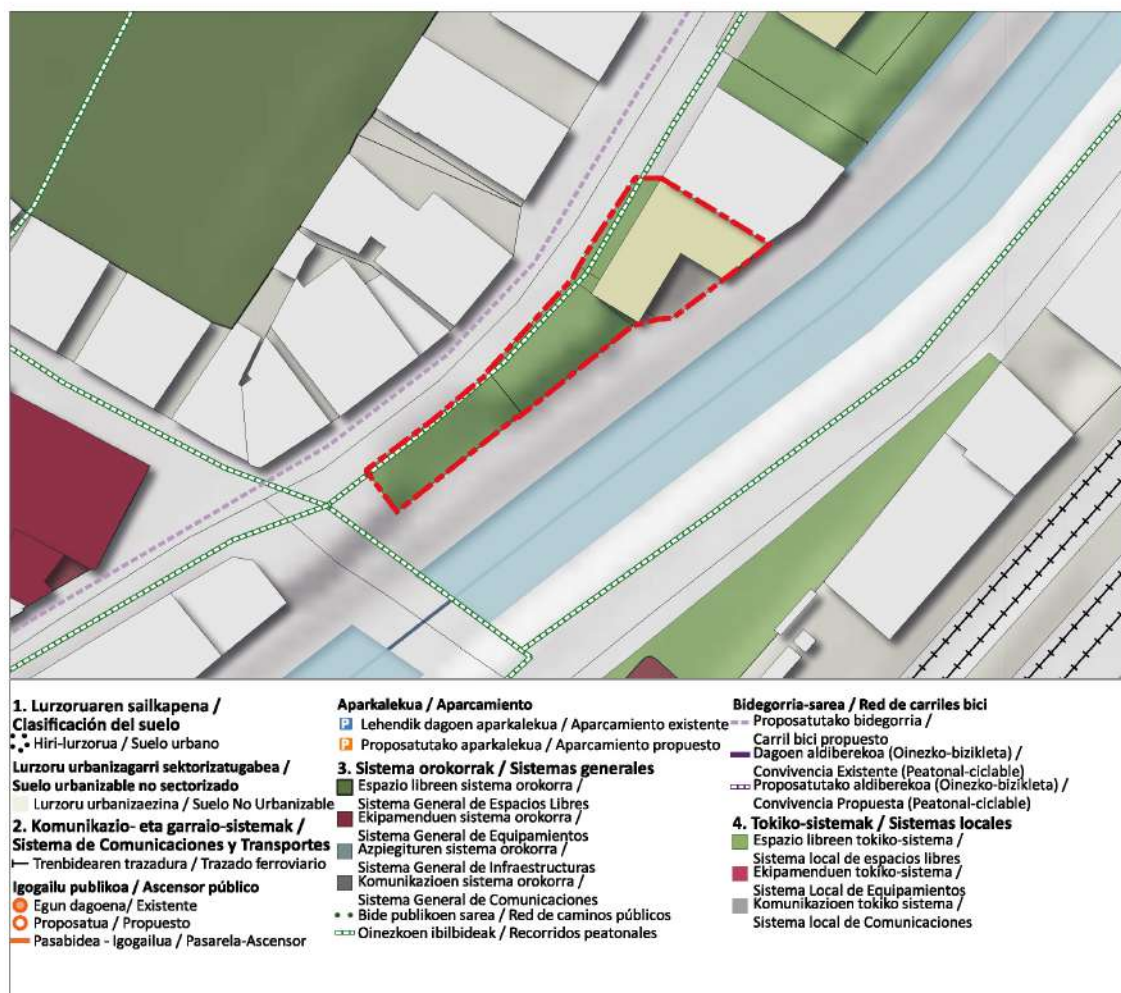 1. Lurzoruaren sailkapena /
Clasificación del suelo
Hiri-lurzorua / Suelo urbano
Lurzoru urbanizagarri sektorizatugabea /
Suelo urbanizable no sectorizado
Lurzoru urbanizaezina / Suelo No Urbanizable
2. Komunikazio- eta garraio-sistemak /
Sistema de Comunicaciones y Transportes
Trenbidearen trazadura / Trazado ferroviario
Igogailu publikoa / Ascensor público
Egun dagoena/ Existente
Proposatua / Propuesto
Pasabidea - Igogailua / Pasarela-Ascensor
Aparkalekua / Aparcamiento
P Lehendik dagoen aparkalekua / Aparcamiento existente
P Proposatutako aparkalekua / Aparcamiento propuesto
3. Sistema orokorrak / Sistemas generales
Espazio libreen sistema orokorra /
Sistema General de Espacios Libres
Ekipamenduen sistema orokorra /
Sistema General de Equipamientos
Azpiegituren sistema orokorra /
Sistema General de Infraestructuras
Komunikazioen sistema orokorra /
Sistema General de Comunicaciones
Bide publikoen sarea / Red de caminos públicos
Oinezkoen ibilbideak / Recorridos peatonales
Bidegorria-sarea / Red de carriles bici
Proposatutako bidegorria /
Carril bici propuesto
Dagoen aldiberekoa (Oinezko-bizikleta) /
Convivencia Existente (Peatonal-ciclable)
Proposatutako aldiberekoa (Oinezko-bizikleta) /
Convivencia Propuesta (Peatonal-ciclable)
4. Tokiko-sistemak / Sistemas locales
Espazio libreen tokiko-sistema /
Sistema local de espacios libres
Ekipamenduen tokiko-sistema /
Sistema Local de Equipamientos
Komunikazioen tokiko sistema /
Sistema local de Comunicaciones